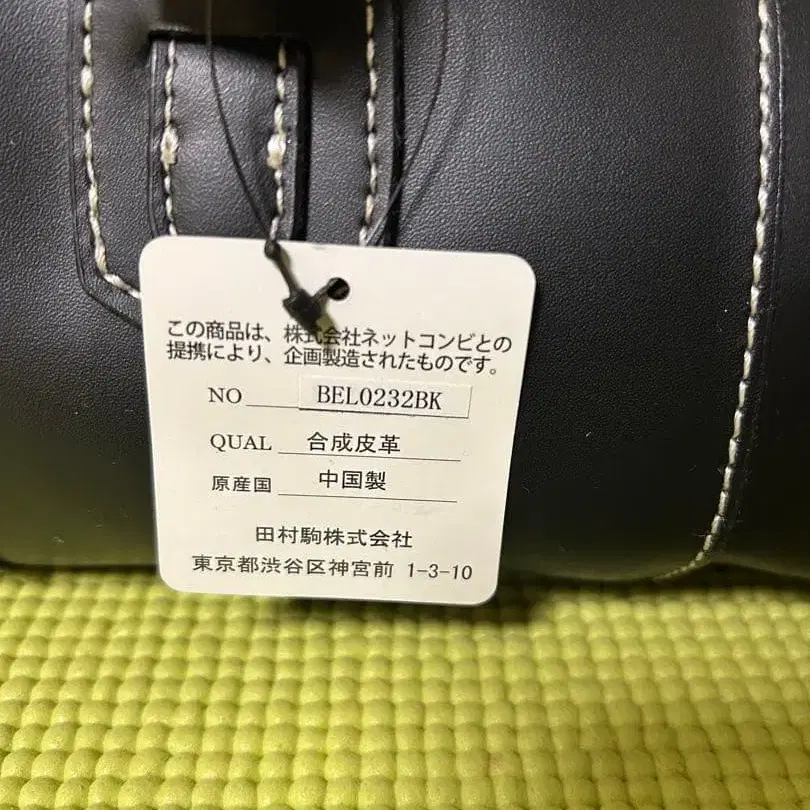 この商品は、株式会社ネットコンビとの
提携により、企画製造されたものです。
NO BEL0232BK
QUAL 合成皮革
原産国 中国製
田村駒株式会社
東京都渋谷区神宮前 1-3-10